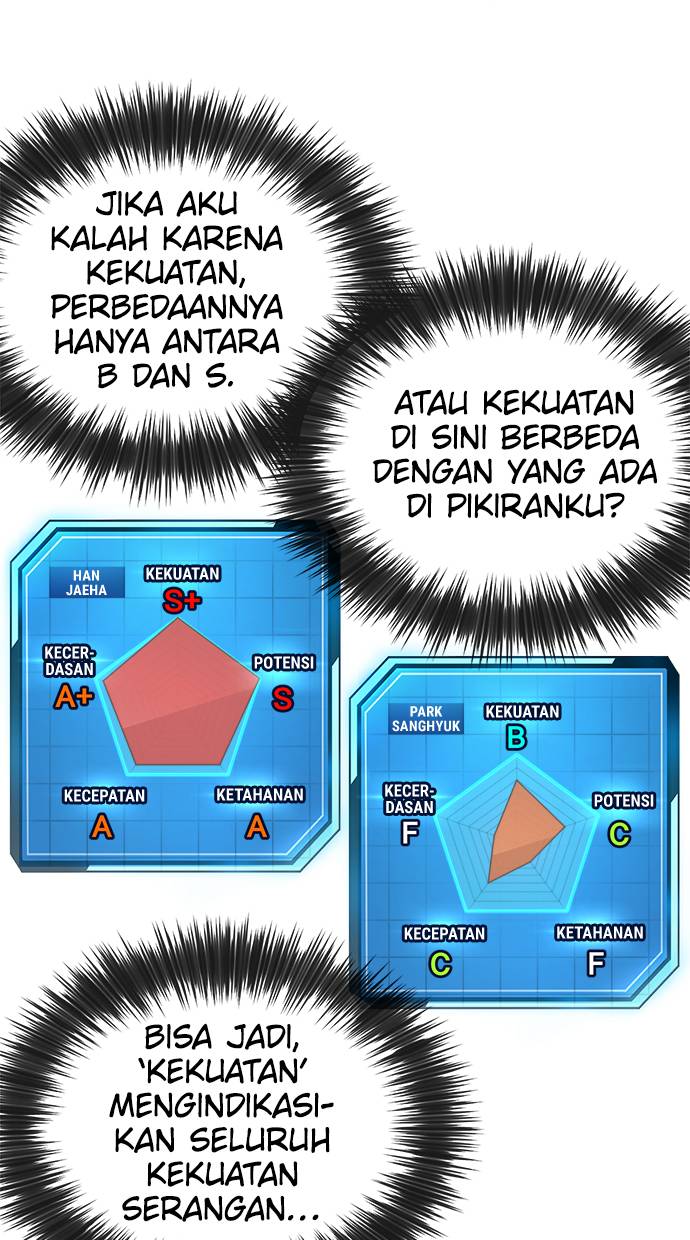 JIKA AKU
KALAH KARENA
KEKUATAN,
PERBEDAANNYA
HANYA ANTARA
B DAN S.
ATAU KEKUATAN
DI SINI BERBEDA
DENGAN YANG ADA
DI PIKIRANKU?
HAN
JAEHA
KEKUATAN
S+
KECER-
DASAN
A+
POTENSI
S
KECEPATAN
A
KETAHANAN
A
PARK
SANGHYUK
KEKUATAN
B
KECER-
DASAN
F
POTENSI
C
KECEPATAN
C
KETAHANAN
F
BISA JADI,
‘KEKUATAN’
MENGINDIKASI-
KAN SELURUH
KEKUATAN
SERANGAN...